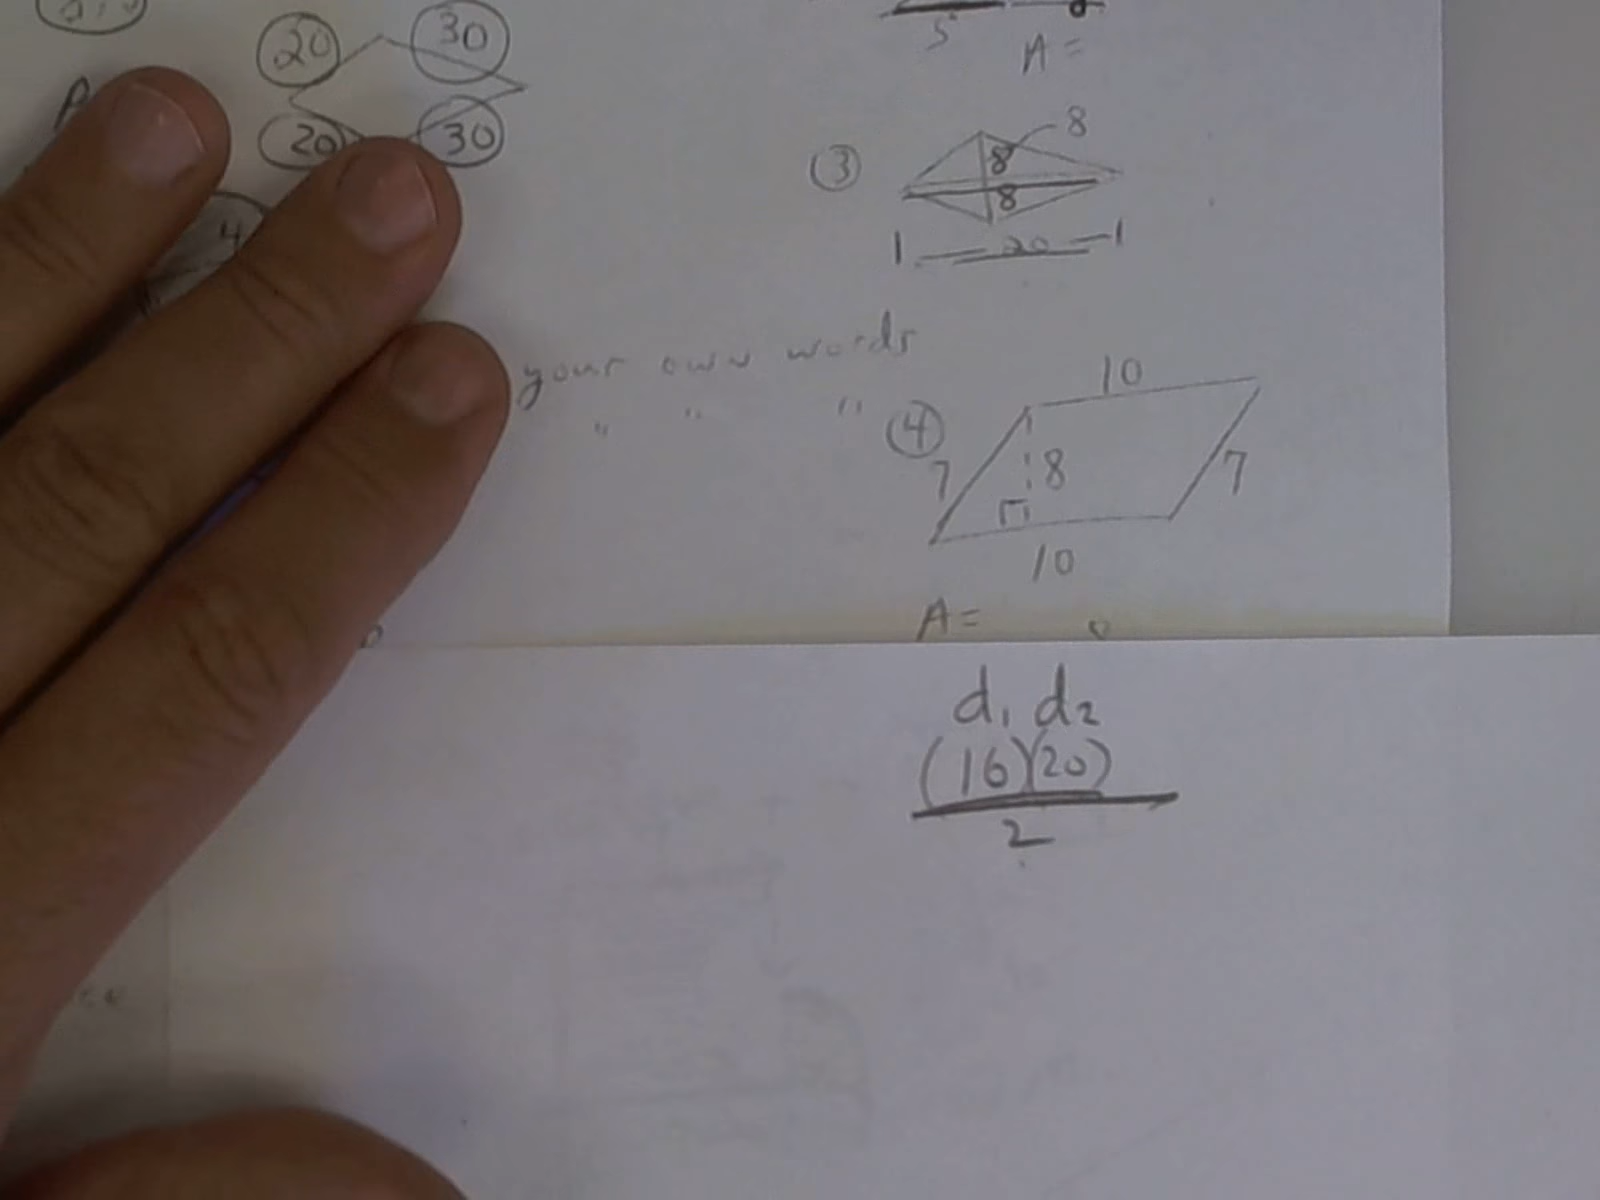 20 30
20 30
4
5
A =
③ 8
8
8
20
your own words
" " "
④ 10
7 8 7
10
A =
d₁ d₂
(16)(20)
2